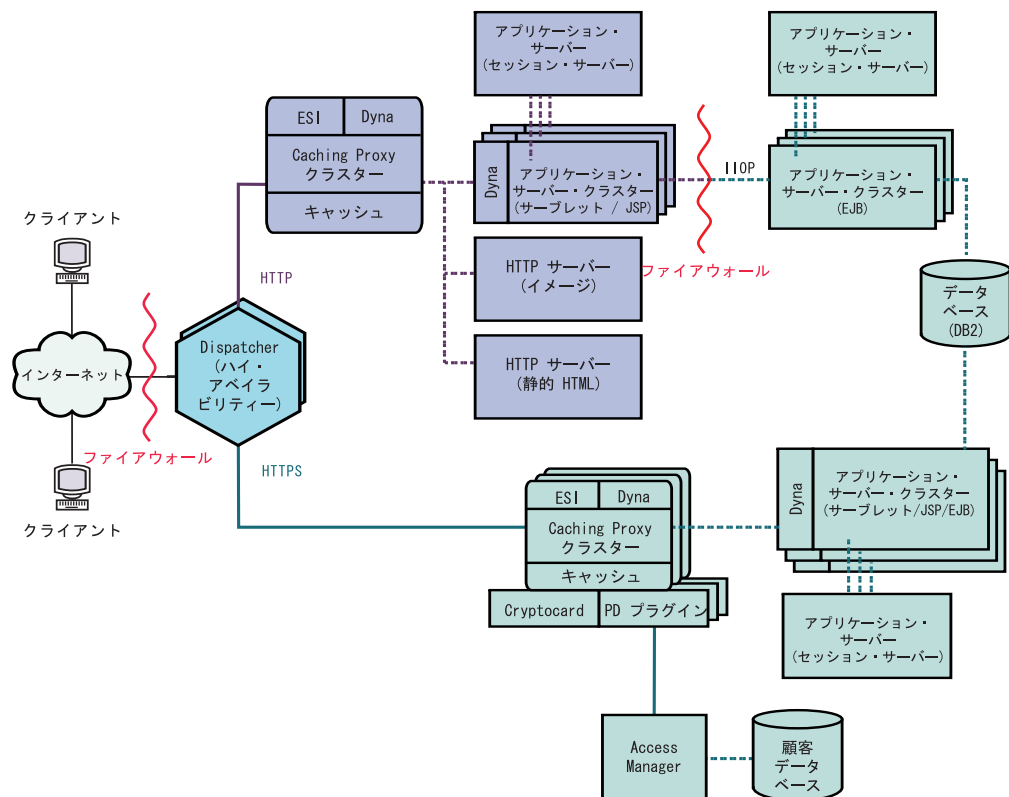 アプリケーション・
サーバー
(セッション・サーバー)
アプリケーション・
サーバー
(セッション・サーバー)
ESI
Dyna
Caching Proxy
クラスター
キャッシュ
Dyna
アプリケーション
・サーバー・クラスター
(サーブレット / JSP)
IIOP
アプリケーション・
サーバー・クラスター
(EJB)
クライアント
HTTP
HTTP サーバー
(イメージ)
ファイアウォール
データ
ベース
(DB2)
Dispatcher
(ハイ・
アベイラ
ビリティー)
インターネット
HTTP サーバー
(静的 HTML)
ファイアウォール
HTTPS
クライアント
ESI
Dyna
Caching Proxy
クラスター
キャッシュ
Cryptocard
PD プラグイン
Dyna
アプリケーション・
サーバー・クラスター
(サーブレット/JSP/EJB)
アプリケーション・
サーバー
(セッション・サーバー)
Access
Manager
顧客
データ
ベース